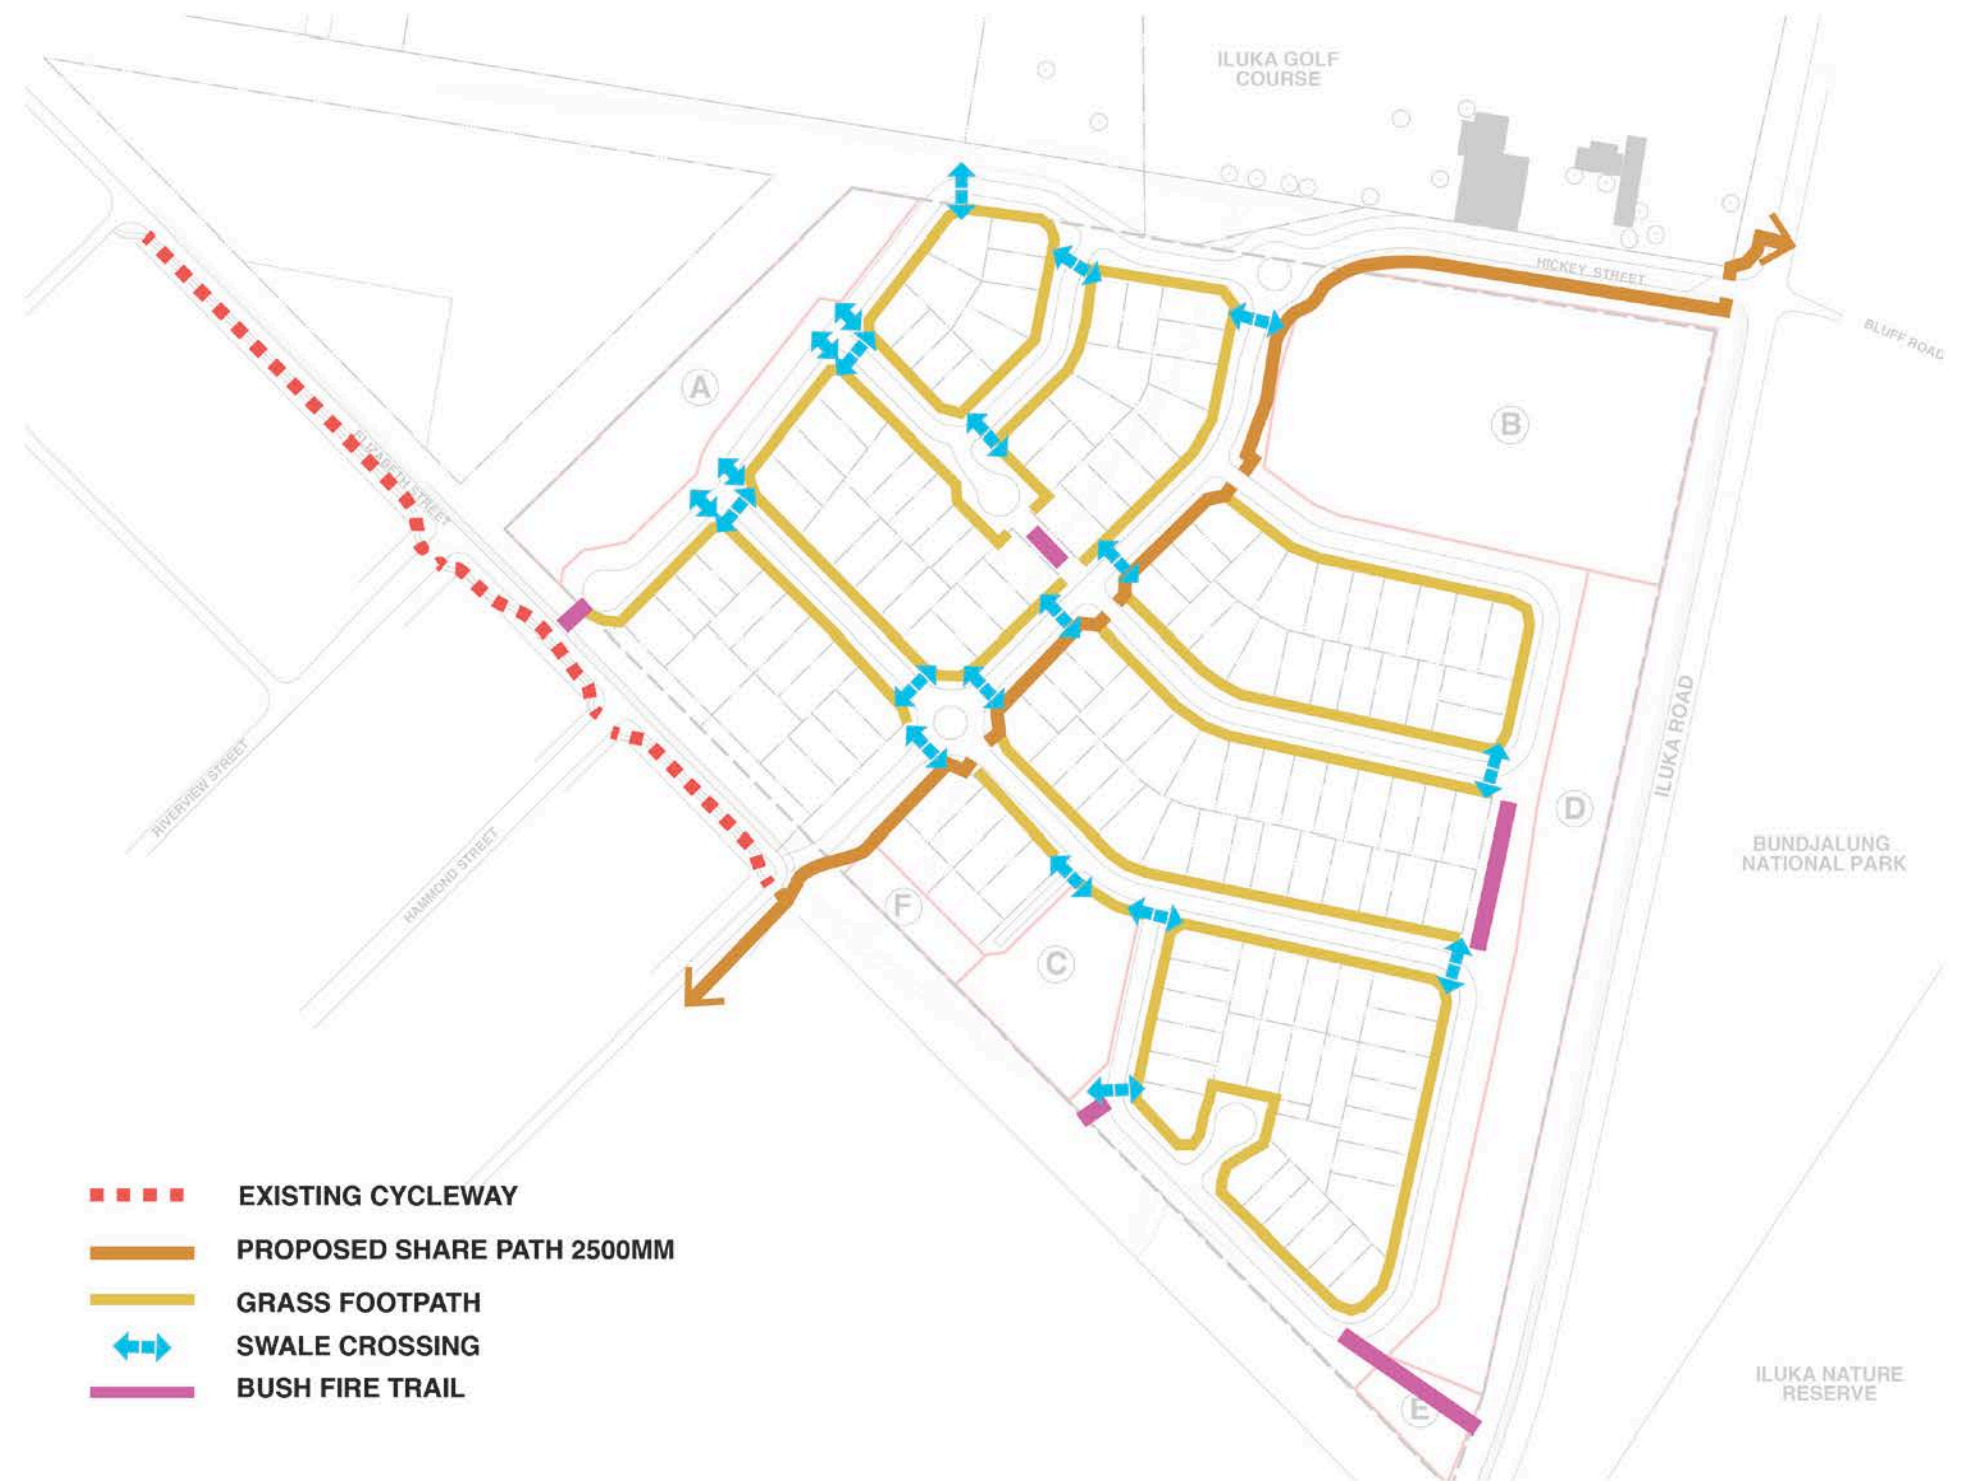 ILUKA GOLF
COURSE
HICKEY STREET
BLUFF ROAD
A
B
ELIZABETH STREET
ILUKA ROAD
D
BUNDJALUNG
NATIONAL PARK
RIVERVIEW STREET
HAMMOND STREET
F
C
EXISTING CYCLEWAY
PROPOSED SHARE PATH 2500MM
GRASS FOOTPATH
SWALE CROSSING
BUSH FIRE TRAIL
ILUKA NATURE
RESERVE
E